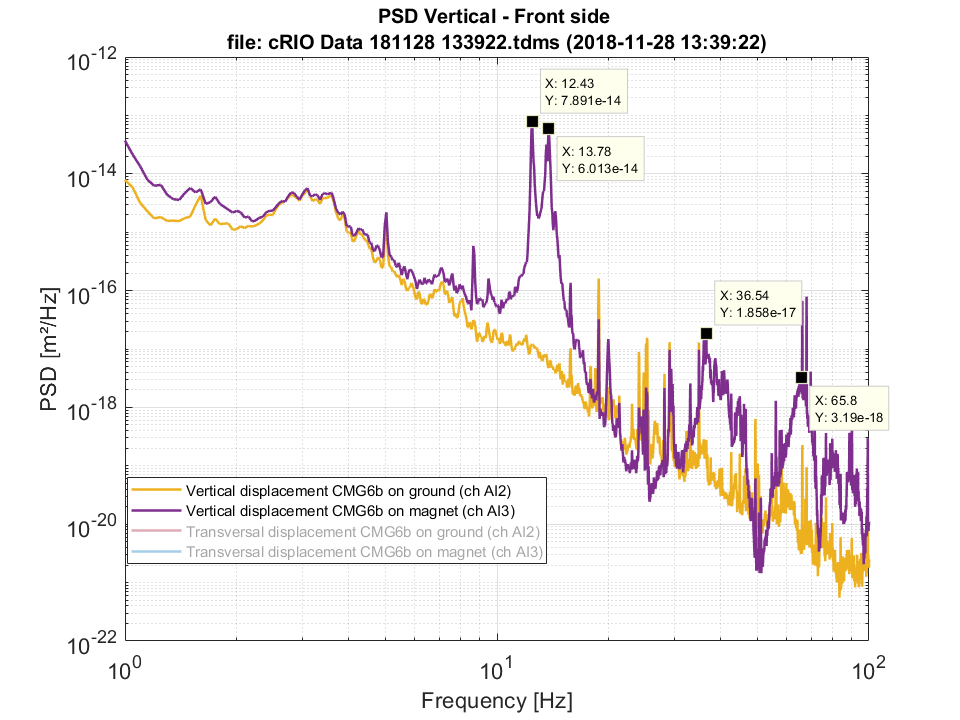 PSD Vertical - Front side
file: cRIO Data 181128 133922.tdms (2018-11-28 13:39:22)
10^-12
10^-14
10^-16
10^-18
10^-20
10^-22
PSD [m²/Hz]
X: 12.43
Y: 7.891e-14
X: 13.78
Y: 6.013e-14
X: 36.54
Y: 1.858e-17
X: 65.8
Y: 3.19e-18
Vertical displacement CMG6b on ground (ch AI2)
Vertical displacement CMG6b on magnet (ch AI3)
Transversal displacement CMG6b on ground (ch AI2)
Transversal displacement CMG6b on magnet (ch AI3)
10^0 10^1 10^2
Frequency [Hz]